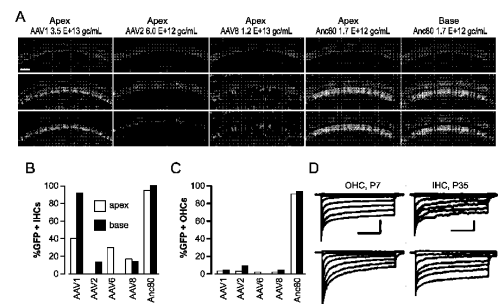 A
Apex
AAV1 3.5 E+13 gc/mL
Apex
AAV2 6.0 E+12 gc/mL
Apex
AAV8 1.2 E+13 gc/mL
Apex
Anc80 1.7 E+12 gc/mL
Base
Anc80 1.7 E+12 gc/mL
B
%GFP + IHCs
100
80
60
40
20
0
apex
base
AAV1
AAV2
AAV6
AAV8
Anc80
C
%GFP + OHCs
100
80
60
40
20
0
AAV1
AAV2
AAV6
AAV8
Anc80
D
OHC, P7
IHC, P35